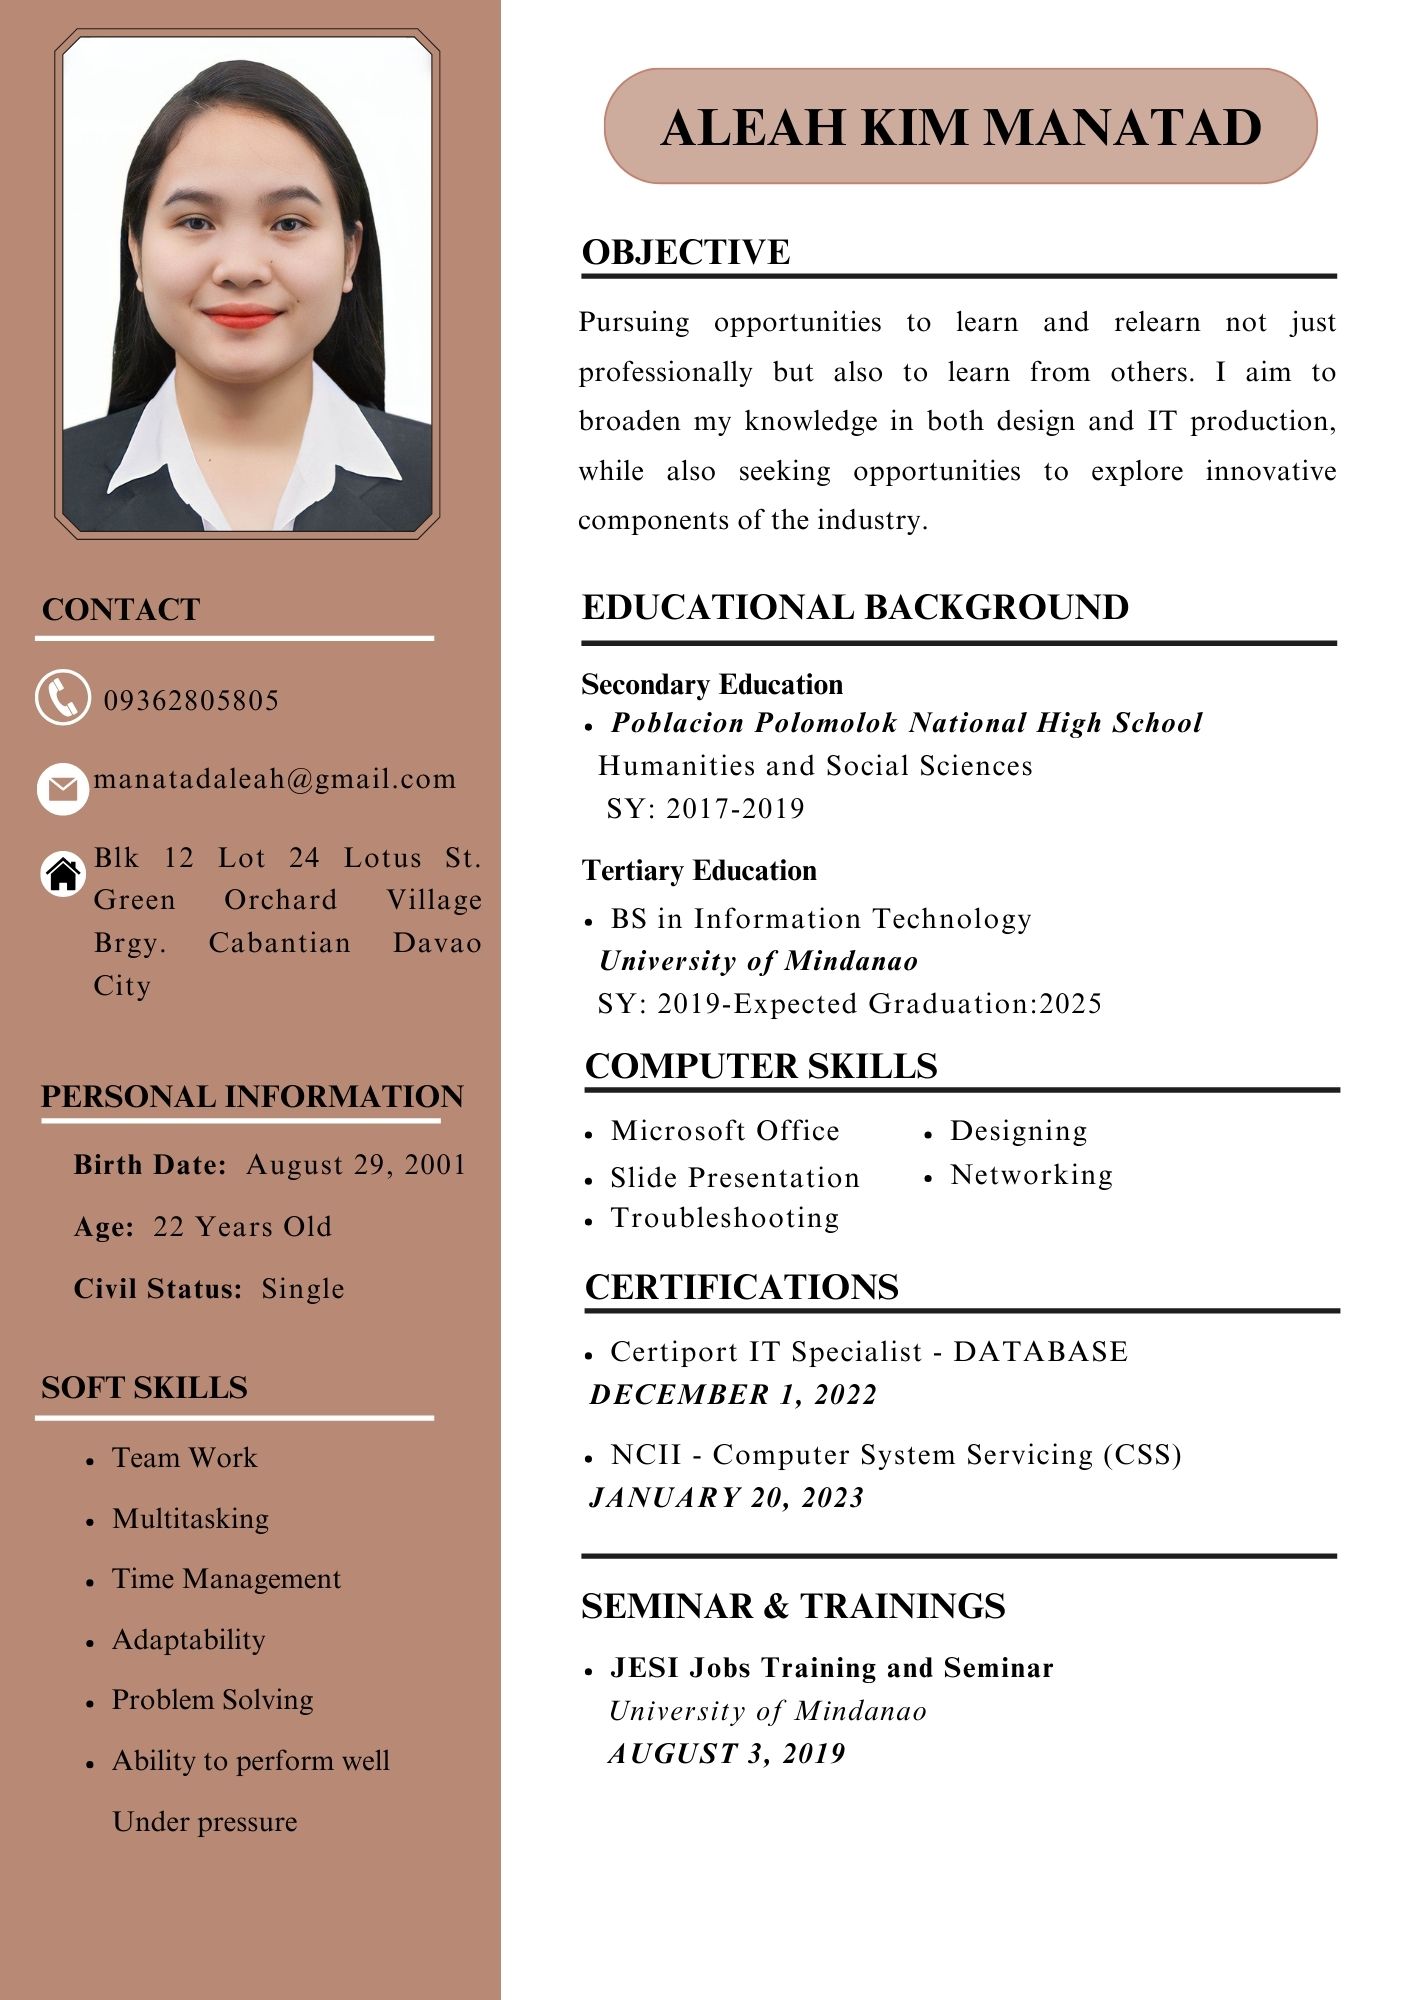 ALEAH KIM MANATAD
OBJECTIVE
Pursuing opportunities to learn and relearn not just
professionally but also to learn from others. I aim to
broaden my knowledge in both design and IT production,
while also seeking opportunities to explore innovative
components of the industry.
EDUCATIONAL BACKGROUND
Secondary Education
• Poblacion Polomolok National High School
Humanities and Social Sciences
SY: 2017-2019
Tertiary Education
• BS in Information Technology
University of Mindanao
SY: 2019-Expected Graduation:2025
COMPUTER SKILLS
• Microsoft Office
• Slide Presentation
• Troubleshooting
• Designing
• Networking
CERTIFICATIONS
• Certiport IT Specialist - DATABASE
DECEMBER 1, 2022
• NCII - Computer System Servicing (CSS)
JANUARY 20, 2023
SEMINAR & TRAININGS
• JESI Jobs Training and Seminar
University of Mindanao
AUGUST 3, 2019
CONTACT
09362805805
manatadaleah@gmail.com
Blk 12 Lot 24 Lotus St.
Green Orchard Village
Brgy. Cabantian Davao
City
PERSONAL INFORMATION
Birth Date: August 29, 2001
Age: 22 Years Old
Civil Status: Single
SOFT SKILLS
• Team Work
• Multitasking
• Time Management
• Adaptability
• Problem Solving
• Ability to perform well
Under pressure